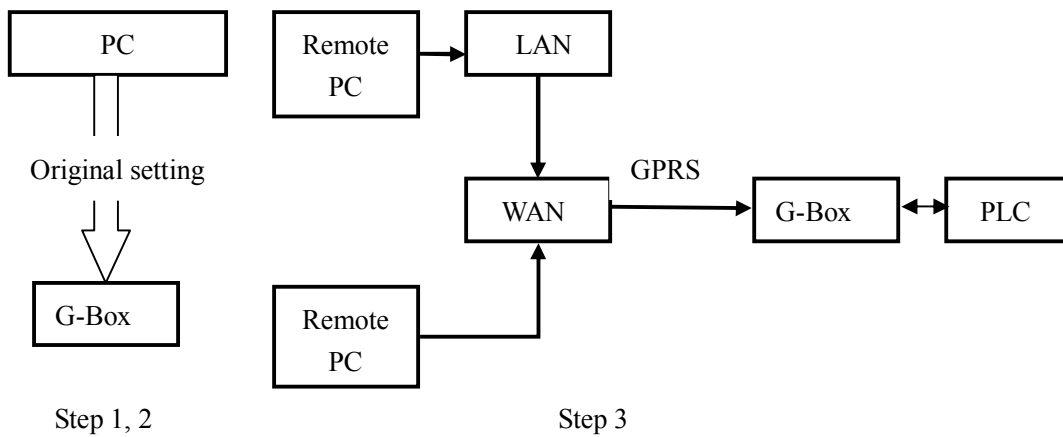 PC
Original setting
G-Box
Step 1, 2
Remote
PC
LAN
WAN
GPRS
G-Box
PLC
Remote
PC
Step 3